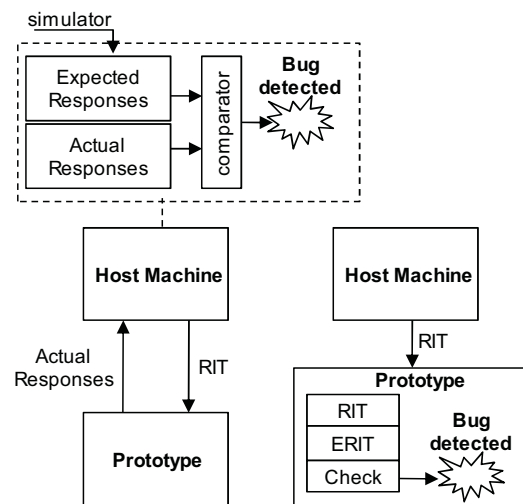 simulator
Expected
Responses
Actual
Responses
comparator
Bug
detected
Host Machine
Actual
Responses
RIT
Prototype
Host Machine
RIT
Prototype
RIT
ERIT
Check
Bug
detected